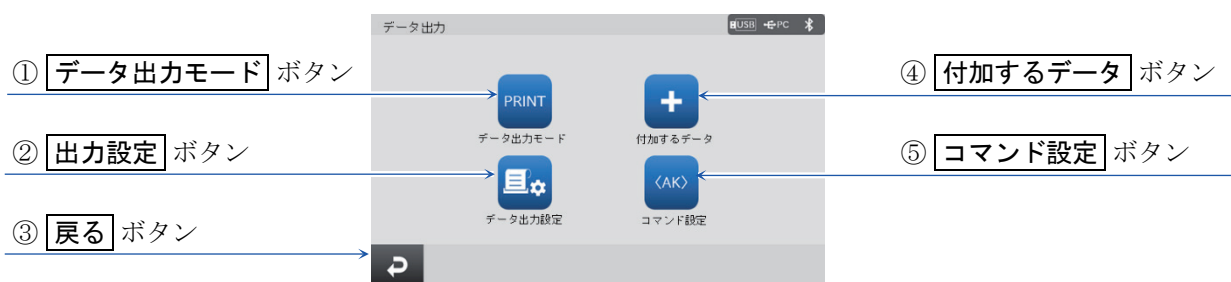 データ出力
USB PC
① データ出力モード ボタン
④ 付加するデータ ボタン
PRINT
データ出力モード
付加するデータ
② 出力設定 ボタン
⑤ コマンド設定 ボタン
〈AK〉
データ出力設定
コマンド設定
③ 戻る ボタン